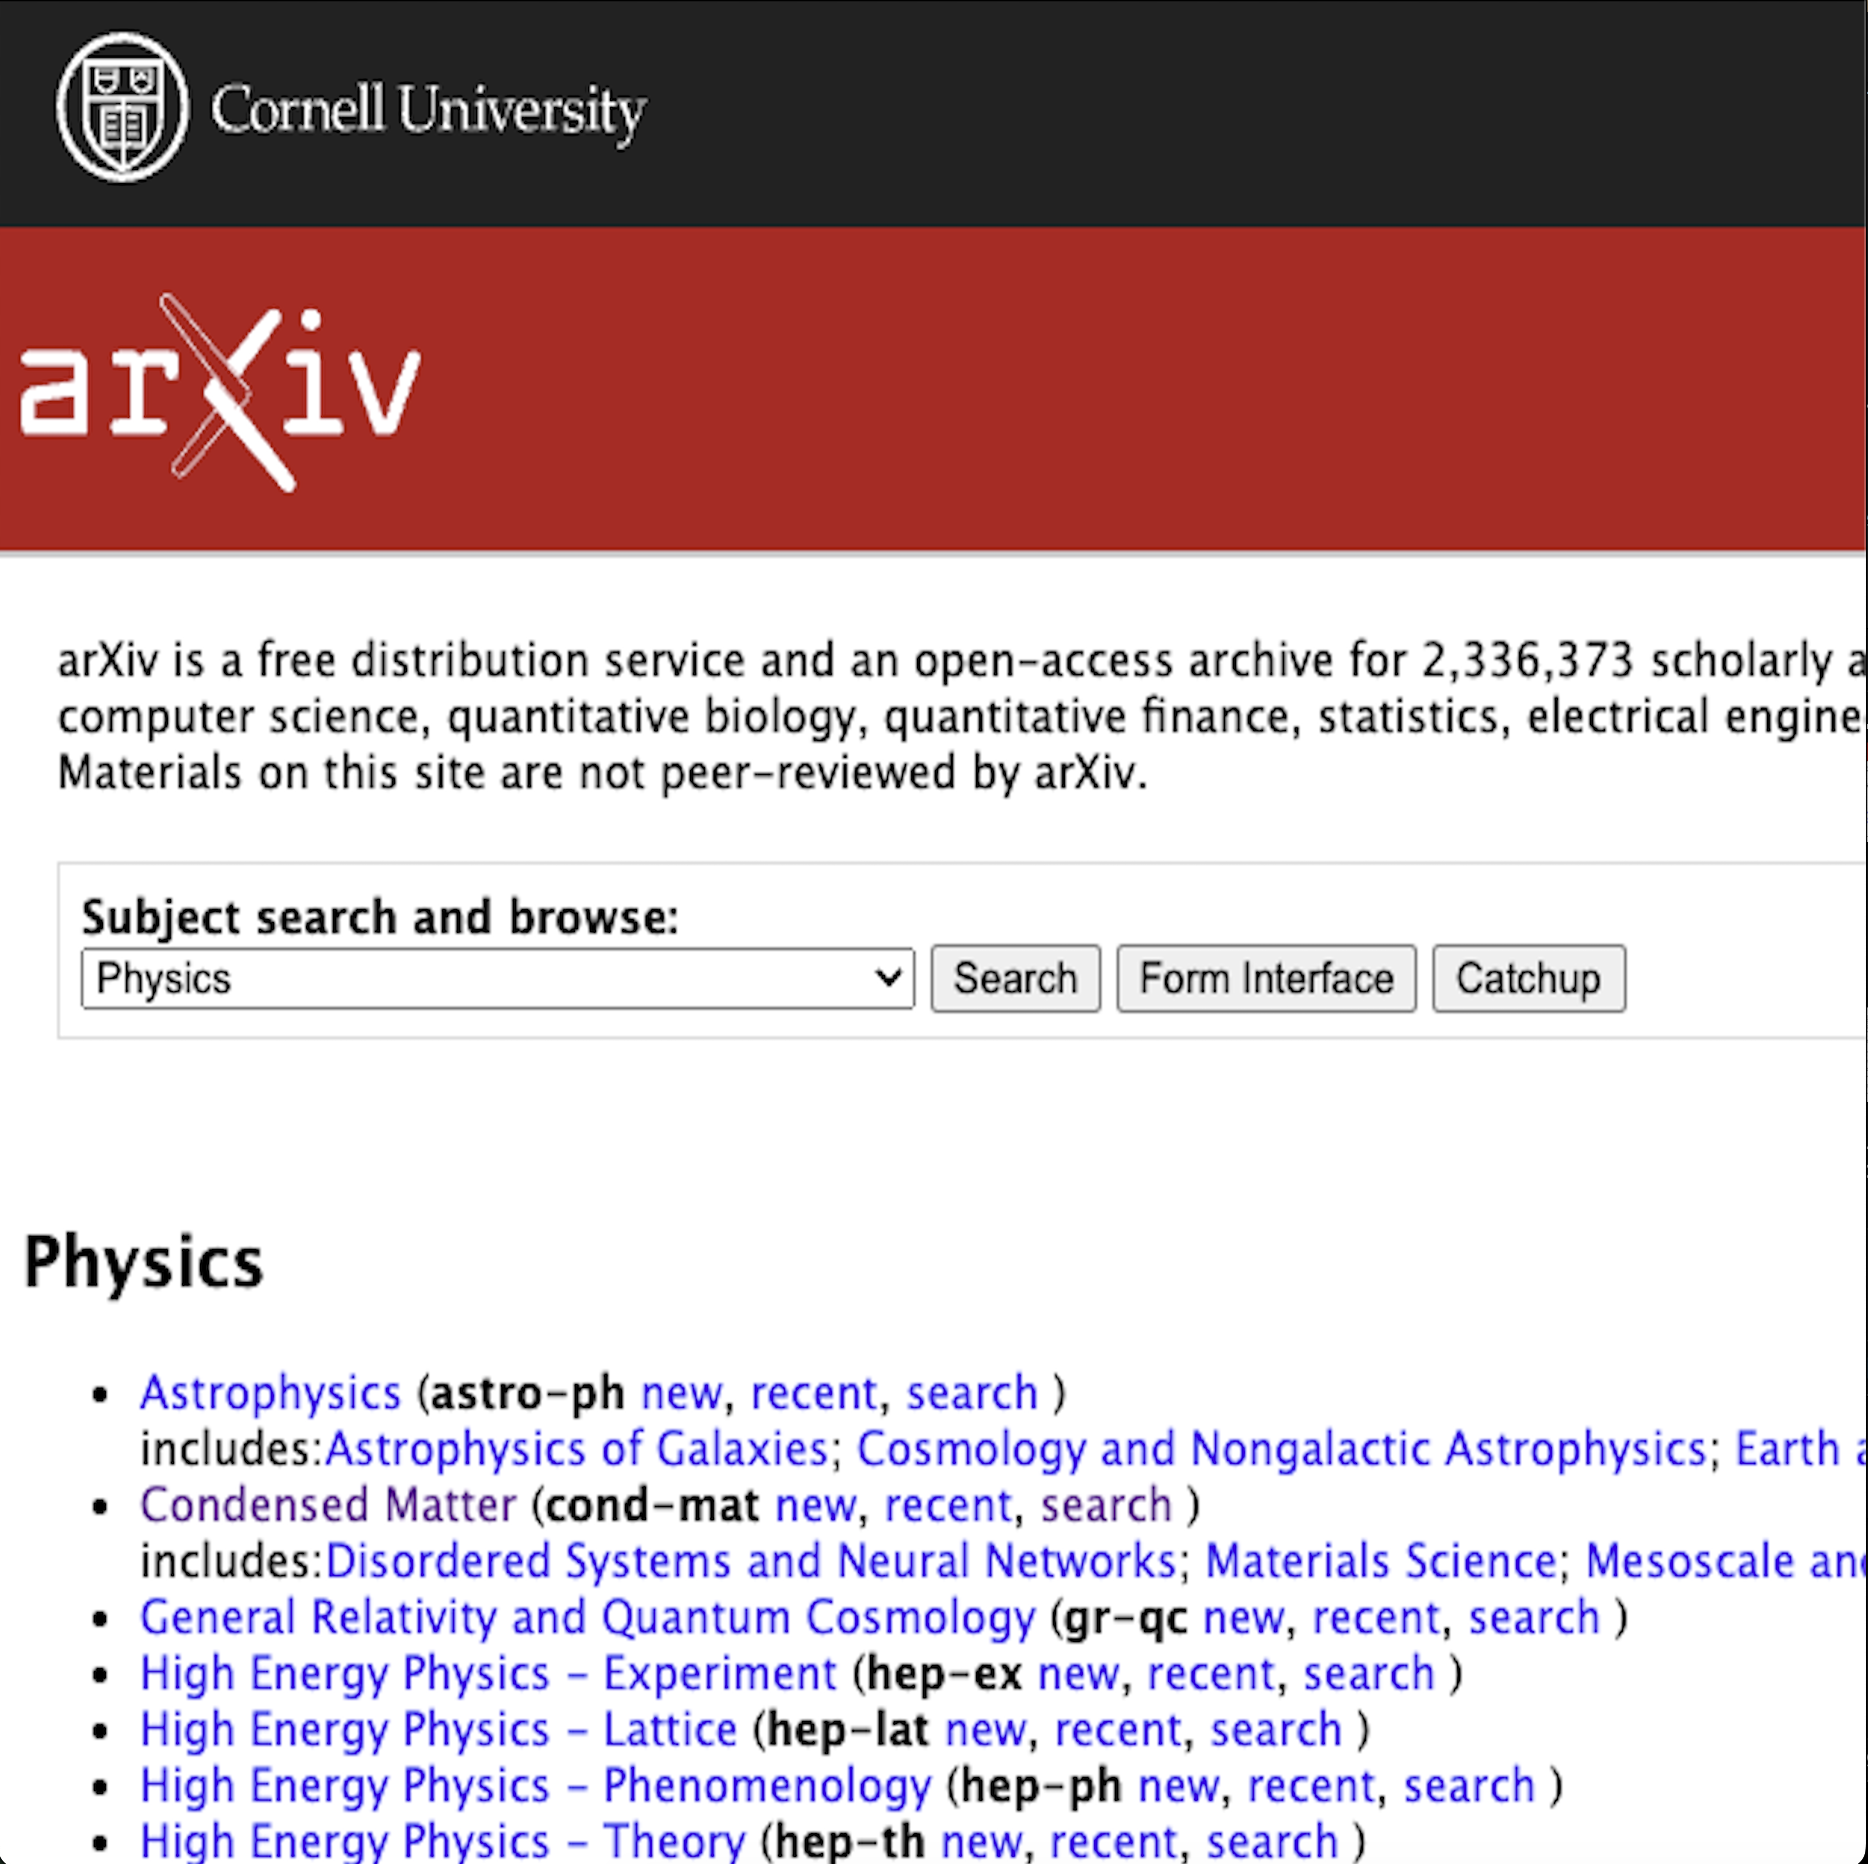 Cornell University
arXiv
arXiv is a free distribution service and an open-access archive for 2,336,373 scholarly a
computer science, quantitative biology, quantitative finance, statistics, electrical engine
Materials on this site are not peer-reviewed by arXiv.
Subject search and browse:
Physics Search Form Interface Catchup
Physics
• Astrophysics (astro-ph new, recent, search )
includes:Astrophysics of Galaxies; Cosmology and Nongalactic Astrophysics; Earth a
• Condensed Matter (cond-mat new, recent, search )
includes:Disordered Systems and Neural Networks; Materials Science; Mesoscale and
• General Relativity and Quantum Cosmology (gr-qc new, recent, search )
• High Energy Physics - Experiment (hep-ex new, recent, search )
• High Energy Physics - Lattice (hep-lat new, recent, search )
• High Energy Physics - Phenomenology (hep-ph new, recent, search )
• High Energy Physics - Theory (hep-th new, recent, search )